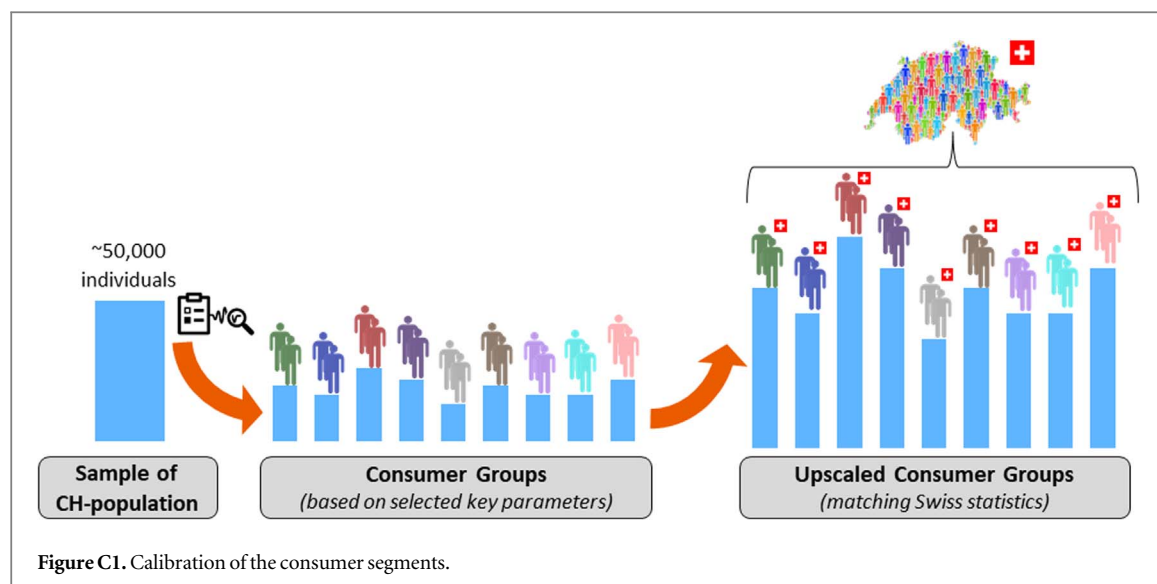 ~50,000
individuals
Sample of
CH-population
Consumer Groups
(based on selected key parameters)
Upscaled Consumer Groups
(matching Swiss statistics)
Figure C1. Calibration of the consumer segments.